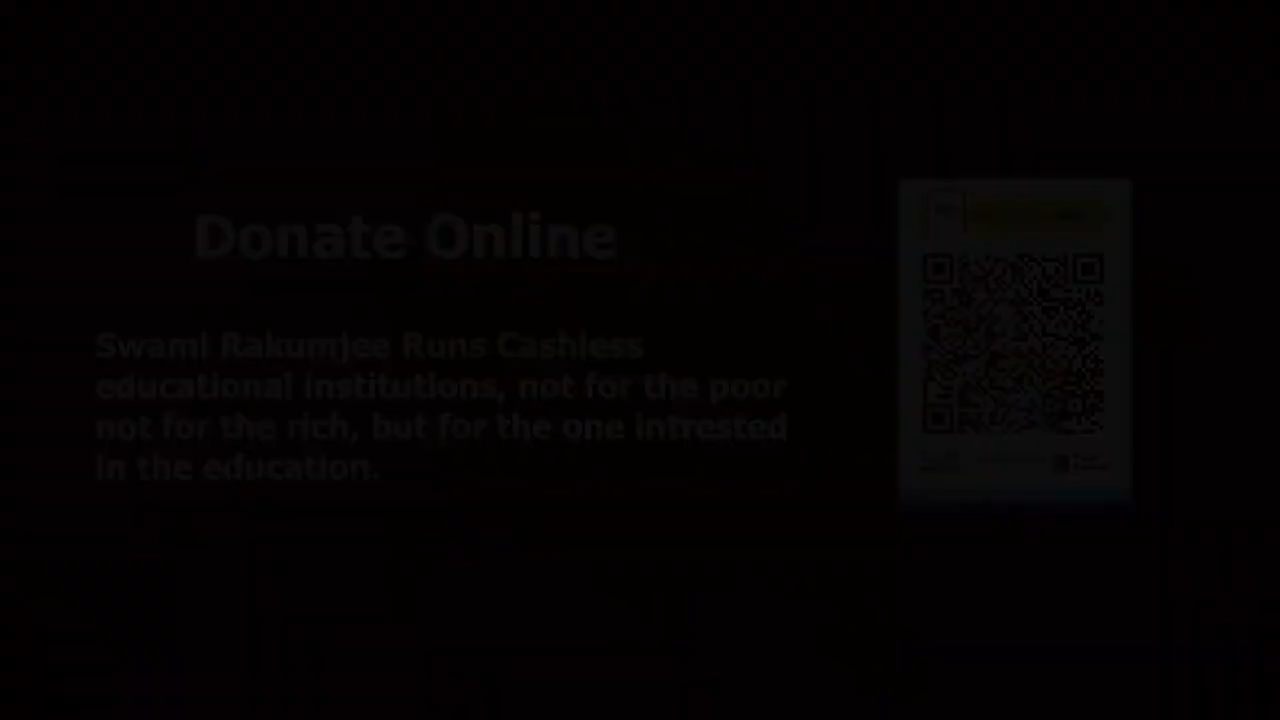 Donate Online
Swami Rakumjee Runs Cashless
educational institutions, not for the poor
not for the rich, but for the one intrested
in the education.